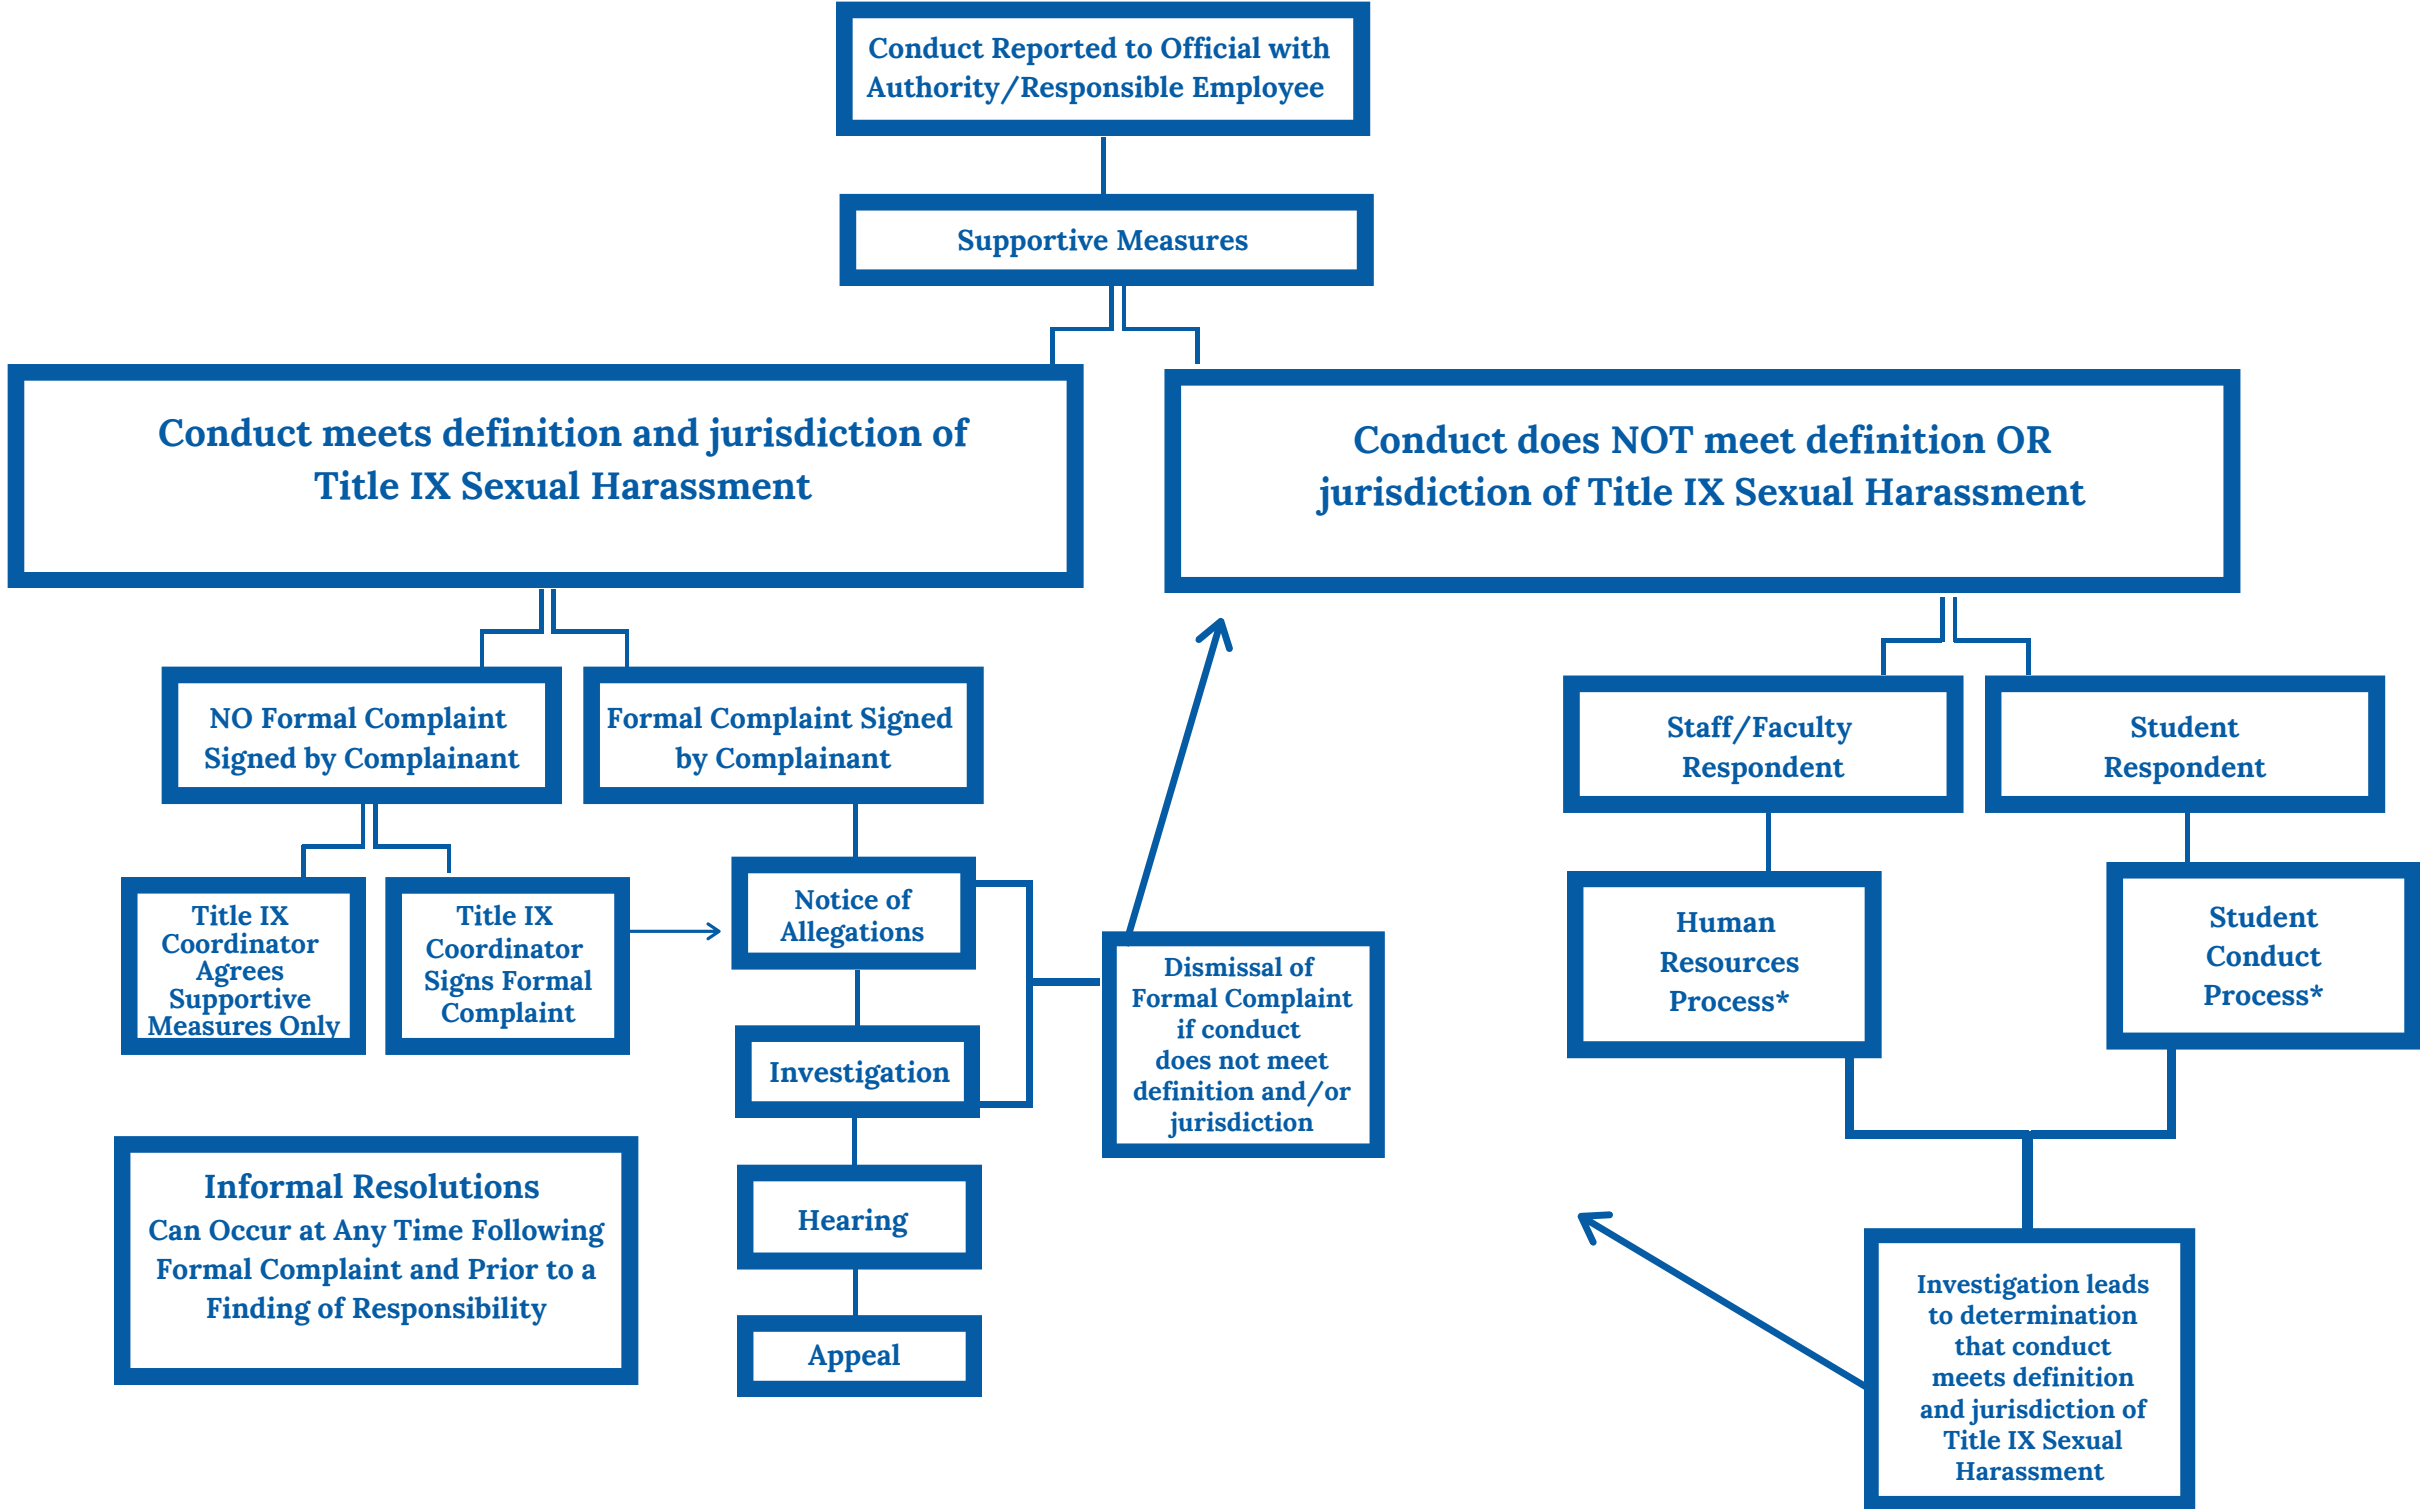 Conduct Reported to Official with
Authority/Responsible Employee
Supportive Measures
Conduct meets definition and jurisdiction of
Title IX Sexual Harassment
Conduct does NOT meet definition OR
jurisdiction of Title IX Sexual Harassment
NO Formal Complaint
Signed by Complainant
Formal Complaint Signed
by Complainant
Staff/Faculty
Respondent
Student
Respondent
Title IX
Coordinator
Agrees
Supportive
Measures Only
Title IX
Coordinator
Signs Formal
Complaint
Notice of
Allegations
Investigation
Hearing
Appeal
Dismissal of
Formal Complaint
if conduct
does not meet
definition and/or
jurisdiction
Human
Resources
Process*
Student
Conduct
Process*
Informal Resolutions
Can Occur at Any Time Following
Formal Complaint and Prior to a
Finding of Responsibility
Investigation leads
to determination
that conduct
meets definition
and jurisdiction of
Title IX Sexual
Harassment